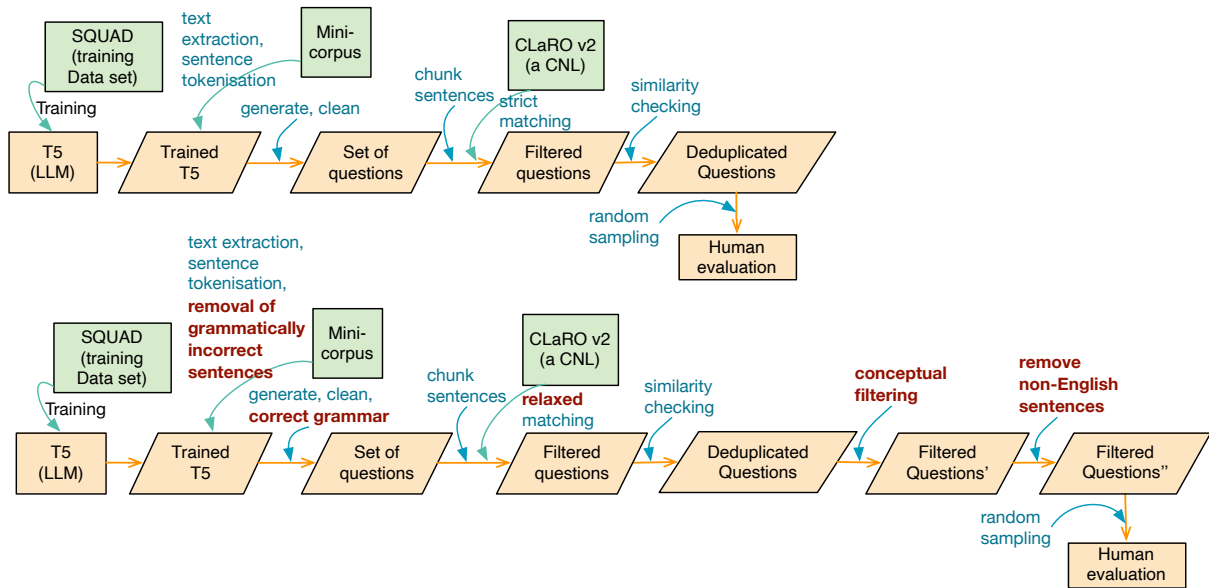 SQUAD
(training
Data set)
text
extraction,
sentence
tokenisation
Mini-
corpus
CLaRO v2
(a CNL)
Training
generate, clean
chunk
sentences
strict
matching
similarity
checking
T5
(LLM)
Trained
T5
Set of
questions
Filtered
questions
Deduplicated
Questions
random
sampling
Human
evaluation
text extraction,
sentence
tokenisation,
removal of
grammatically
incorrect
sentences
SQUAD
(training
Data set)
Mini-
corpus
CLaRO v2
(a CNL)
Training
generate, clean,
correct grammar
chunk
sentences
relaxed
matching
similarity
checking
conceptual
filtering
remove
non-English
sentences
T5
(LLM)
Trained
T5
Set of
questions
Filtered
questions
Deduplicated
Questions
Filtered
Questions'
Filtered
Questions''
random
sampling
Human
evaluation